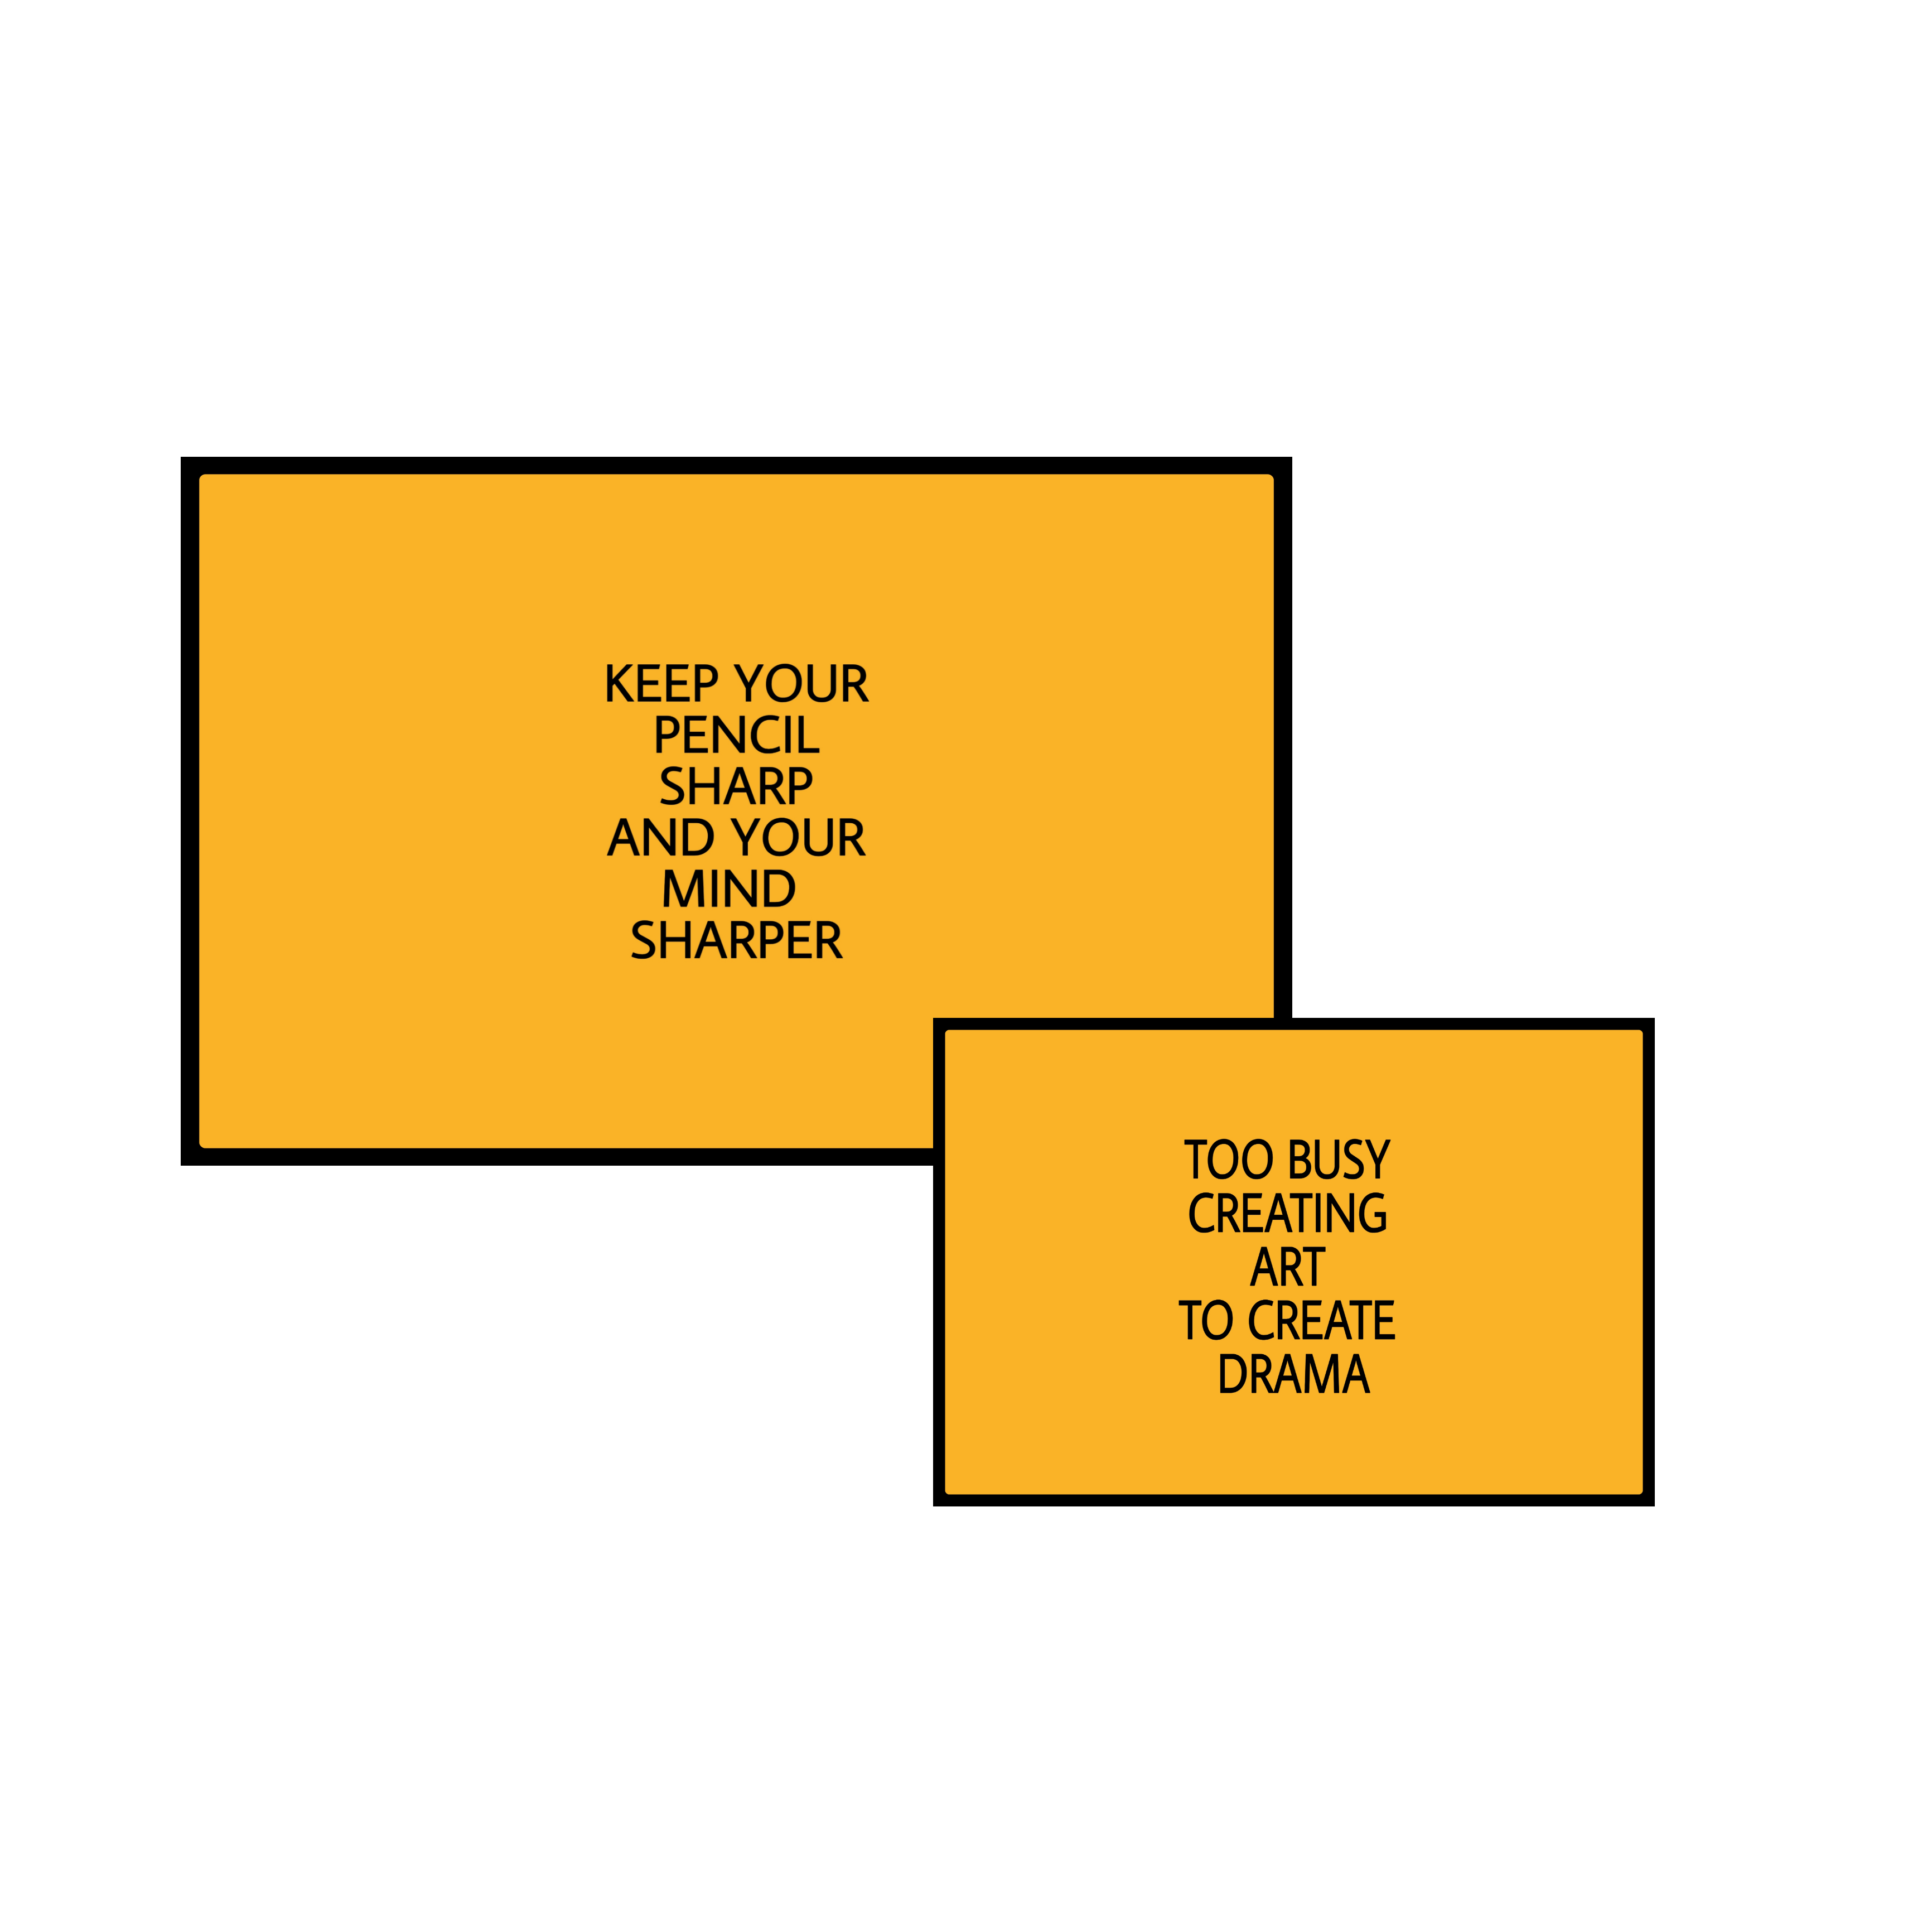 KEEP YOUR
PENCIL
SHARP
AND YOUR
MIND
SHARPER
TOO BUSY
CREATING
ART
TO CREATE
DRAMA